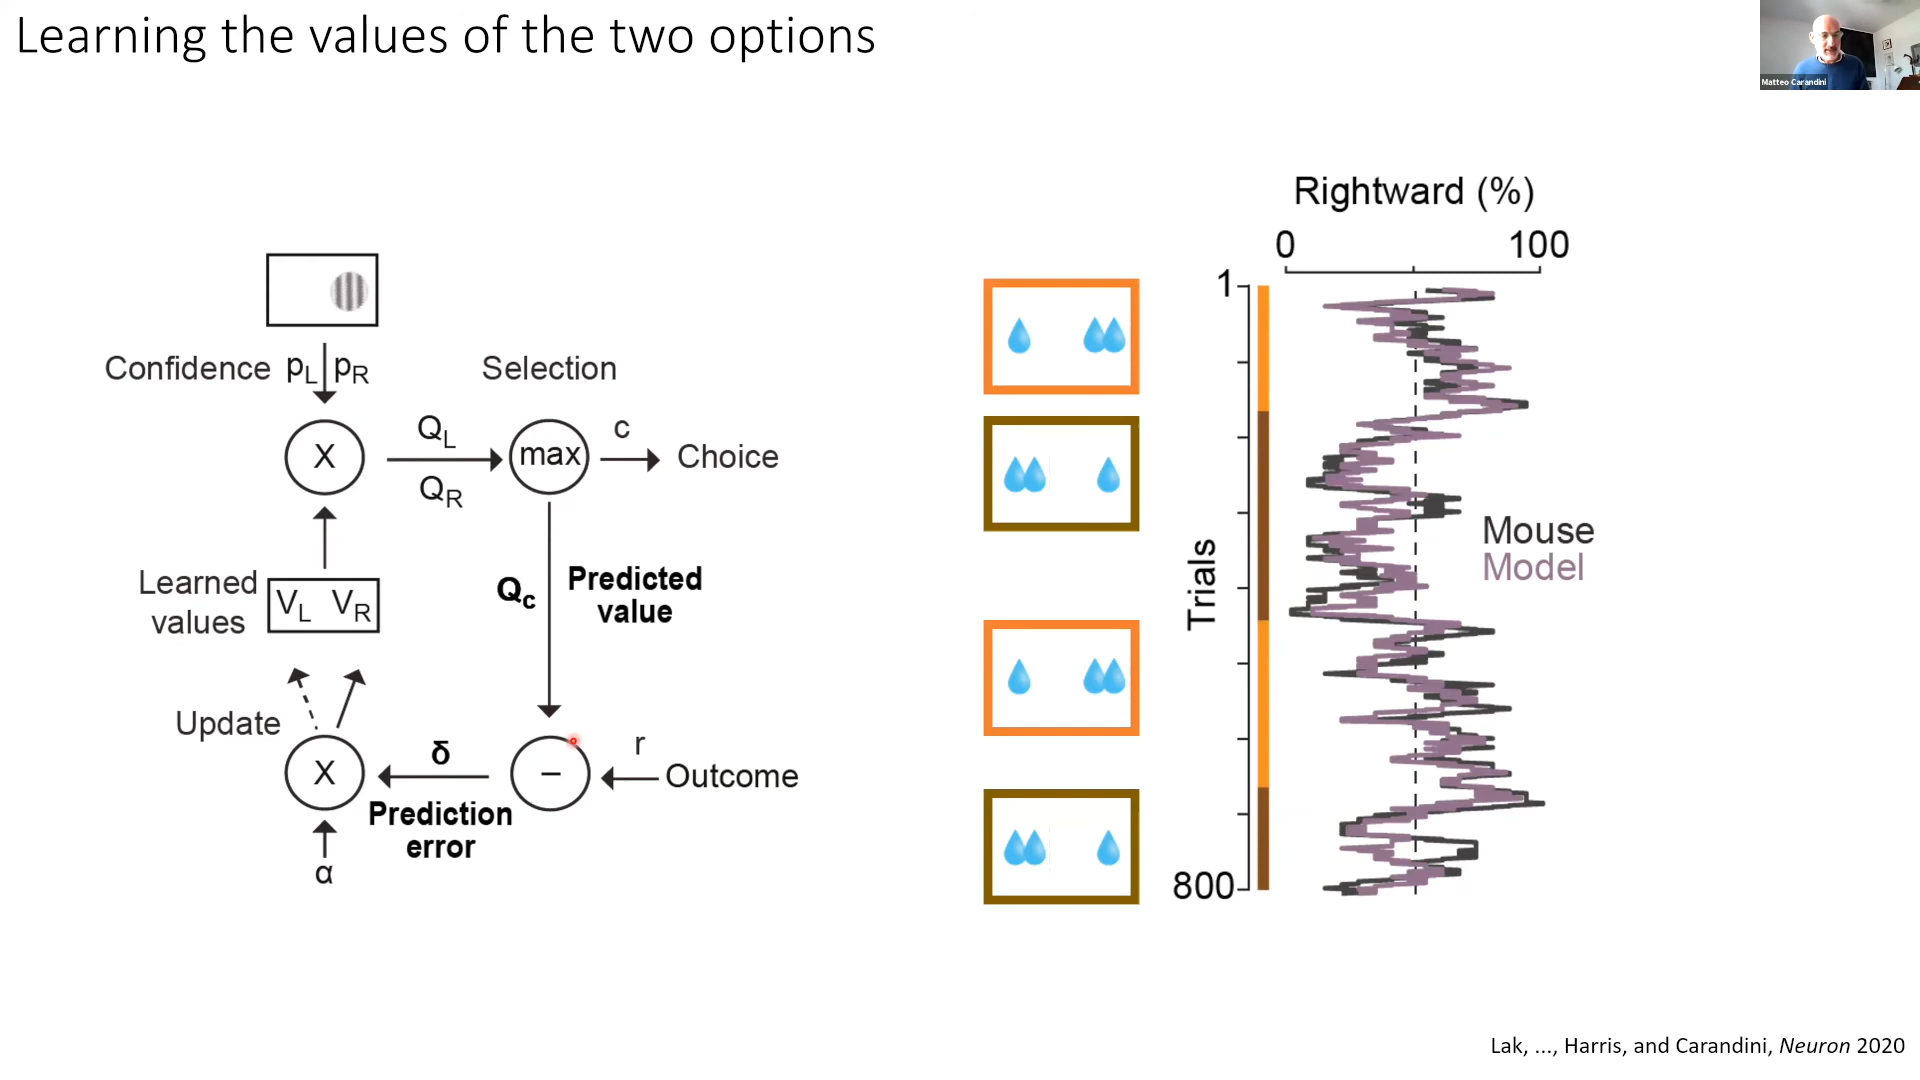 Learning the values of the two options
Matteo Carandini
Confidence pL pR
Selection
X
QL
QR
max
c
Choice
Learned
values
VL VR
Qc
Predicted
value
Update
X
δ
Prediction
error
−
r
Outcome
α
Rightward (%)
0 100
1
Trials
800
Mouse
Model
Lak, ..., Harris, and Carandini, Neuron 2020